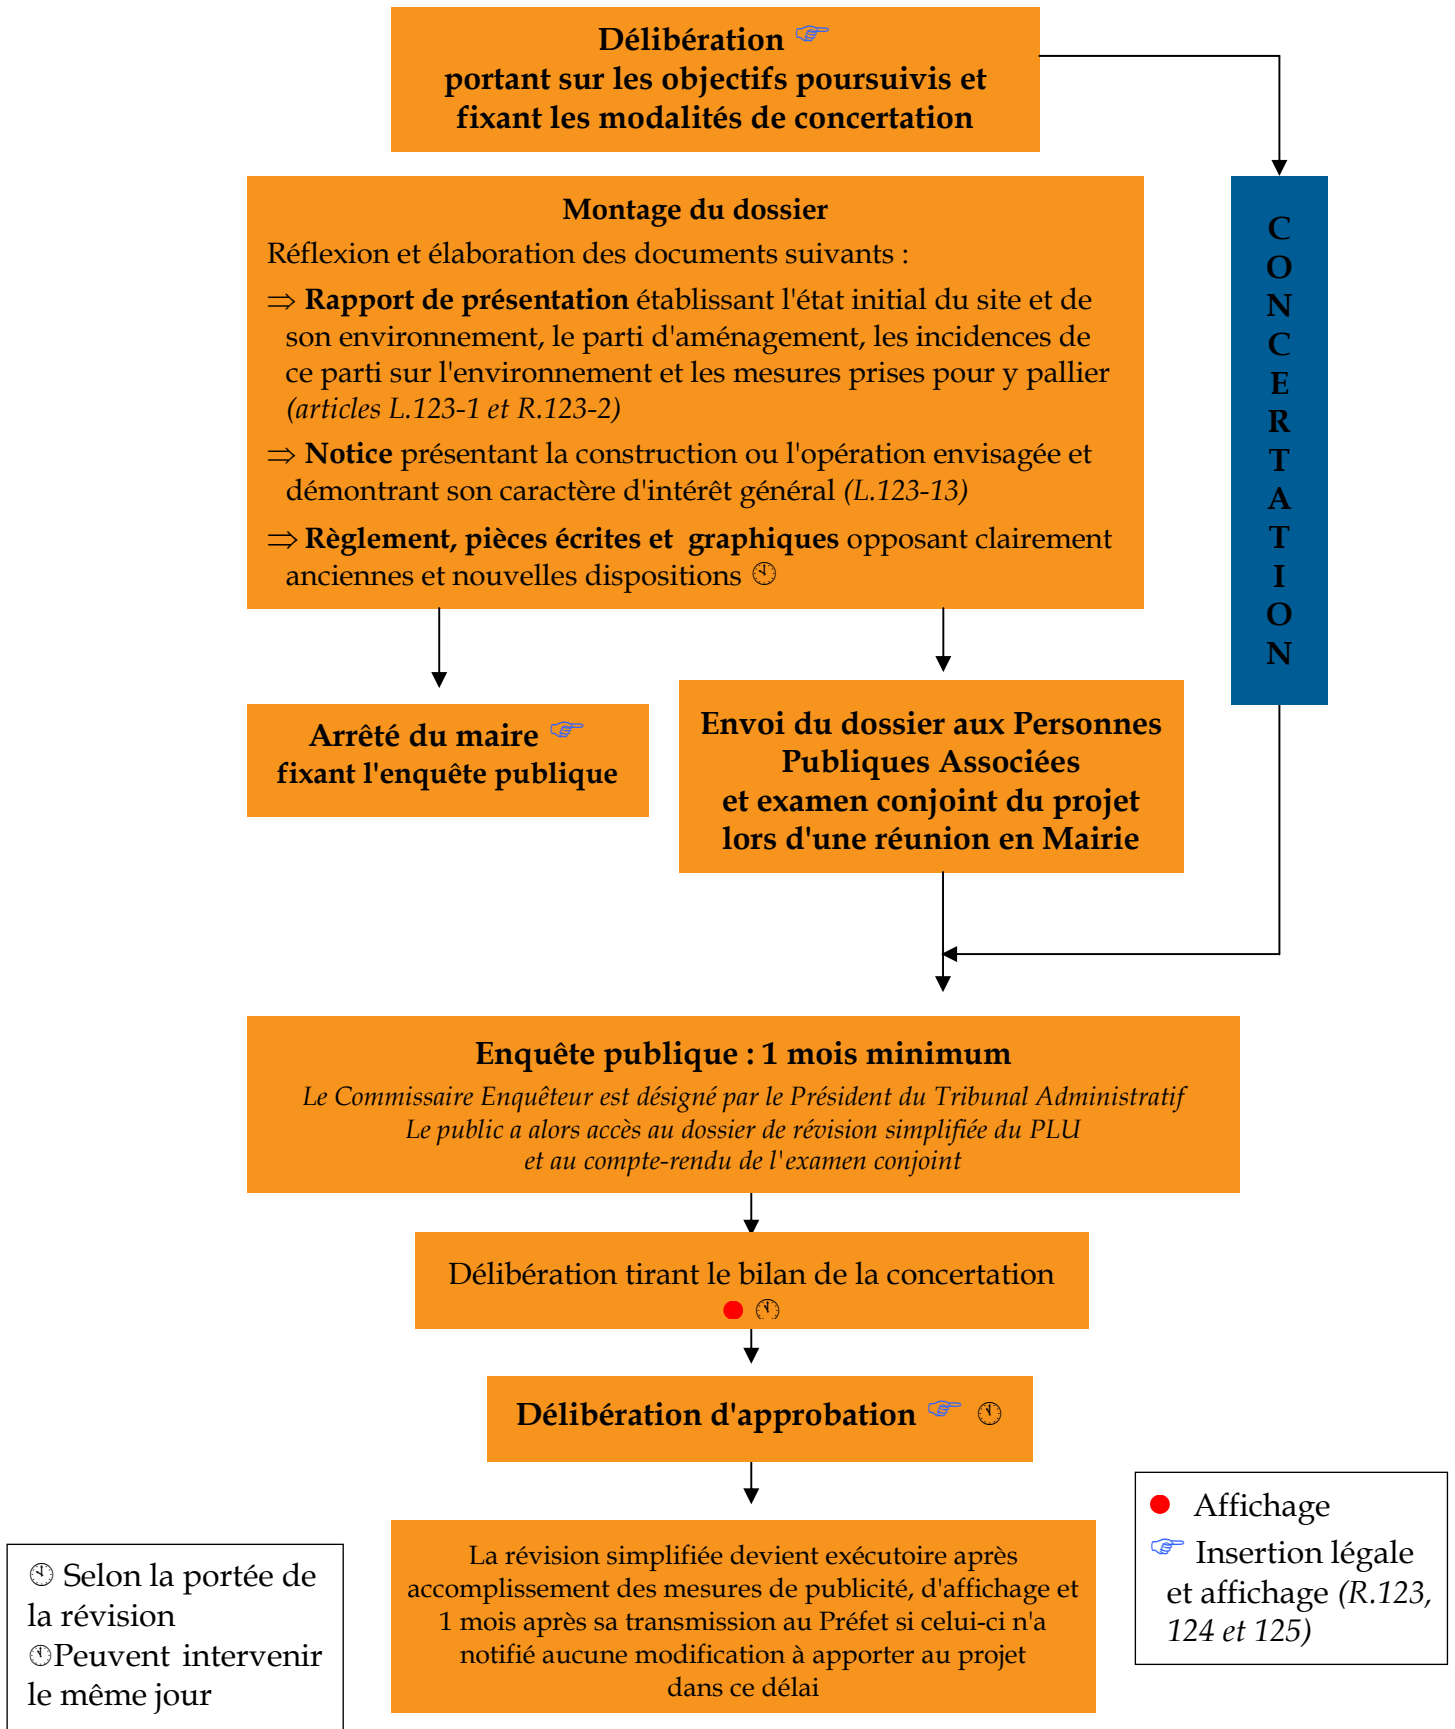 Délibération ☞
portant sur les objectifs poursuivis et
fixant les modalités de concertation
Montage du dossier
Réflexion et élaboration des documents suivants :
⇒ Rapport de présentation établissant l'état initial du site et de
son environnement, le parti d'aménagement, les incidences de
ce parti sur l'environnement et les mesures prises pour y pallier
(articles L.123-1 et R.123-2)
⇒ Notice présentant la construction ou l'opération envisagée et
démontrant son caractère d'intérêt général (L.123-13)
⇒ Règlement, pièces écrites et graphiques opposant clairement
anciennes et nouvelles dispositions 🕙
C
O
N
C
E
R
T
A
T
I
O
N
Arrêté du maire ☞
fixant l'enquête publique
Envoi du dossier aux Personnes
Publiques Associées
et examen conjoint du projet
lors d'une réunion en Mairie
Enquête publique : 1 mois minimum
Le Commissaire Enquêteur est désigné par le Président du Tribunal Administratif
Le public a alors accès au dossier de révision simplifiée du PLU
et au compte-rendu de l'examen conjoint
Délibération tirant le bilan de la concertation
● 🕚
Délibération d'approbation ☞ 🕚
La révision simplifiée devient exécutoire après
accomplissement des mesures de publicité, d'affichage et
1 mois après sa transmission au Préfet si celui-ci n'a
notifié aucune modification à apporter au projet
dans ce délai
🕙 Selon la portée de
la révision
🕚Peuvent intervenir
le même jour
● Affichage
☞ Insertion légale
et affichage (R.123,
124 et 125)